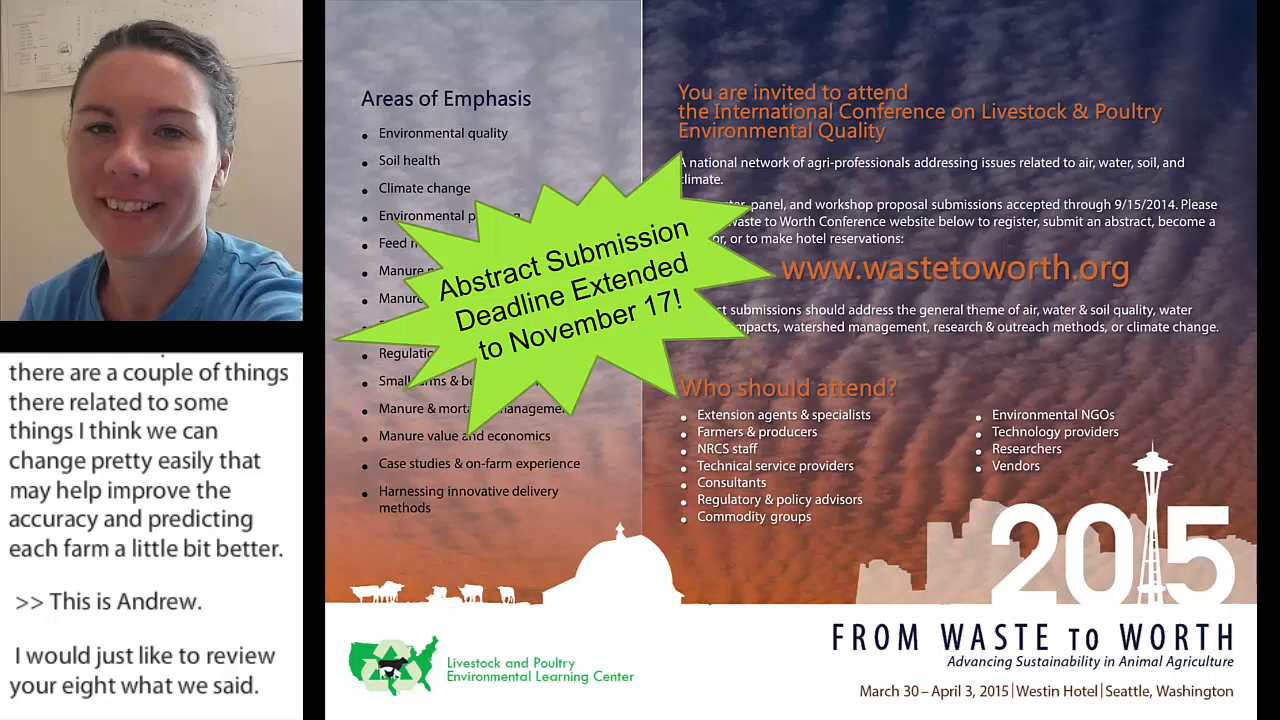 there are a couple of things
there related to some
things I think we can
change pretty easily that
may help improve the
accuracy and predicting
each farm a little bit better.
>> This is Andrew.
I would just like to review
your eight what we said.
Areas of Emphasis
Environmental quality
Soil health
Climate change
Environmental
Feed
Manure
Manure
Manure & management
Manure value and economics
Case studies & on-farm experience
Harnessing innovative delivery
methods
Abstract Submission
Deadline Extended
to November 17!
You are invited to attend
the International Conference on Livestock & Poultry
Environmental Quality
A national network of agri-professionals addressing issues related to air, water, soil, and
climate.
panel, and workshop proposal submissions accepted through 9/15/2014. Please
Waste to Worth Conference website below to register, submit an abstract, become a
or to make hotel reservations:
www.wastetoworth.org
submissions should address the general theme of air, water & soil quality, water
watershed management, research & outreach methods, or climate change.
Who should attend?
Extension agents & specialists
Farmers & producers
NRCS staff
Technical service providers
Consultants
Regulatory & policy advisors
Commodity groups
Environmental NGOs
Technology providers
Researchers
Vendors
2015
FROM WASTE TO WORTH
Advancing Sustainability in Animal Agriculture
March 30 – April 3, 2015 | Westin Hotel | Seattle, Washington
Livestock and Poultry
Environmental Learning Center